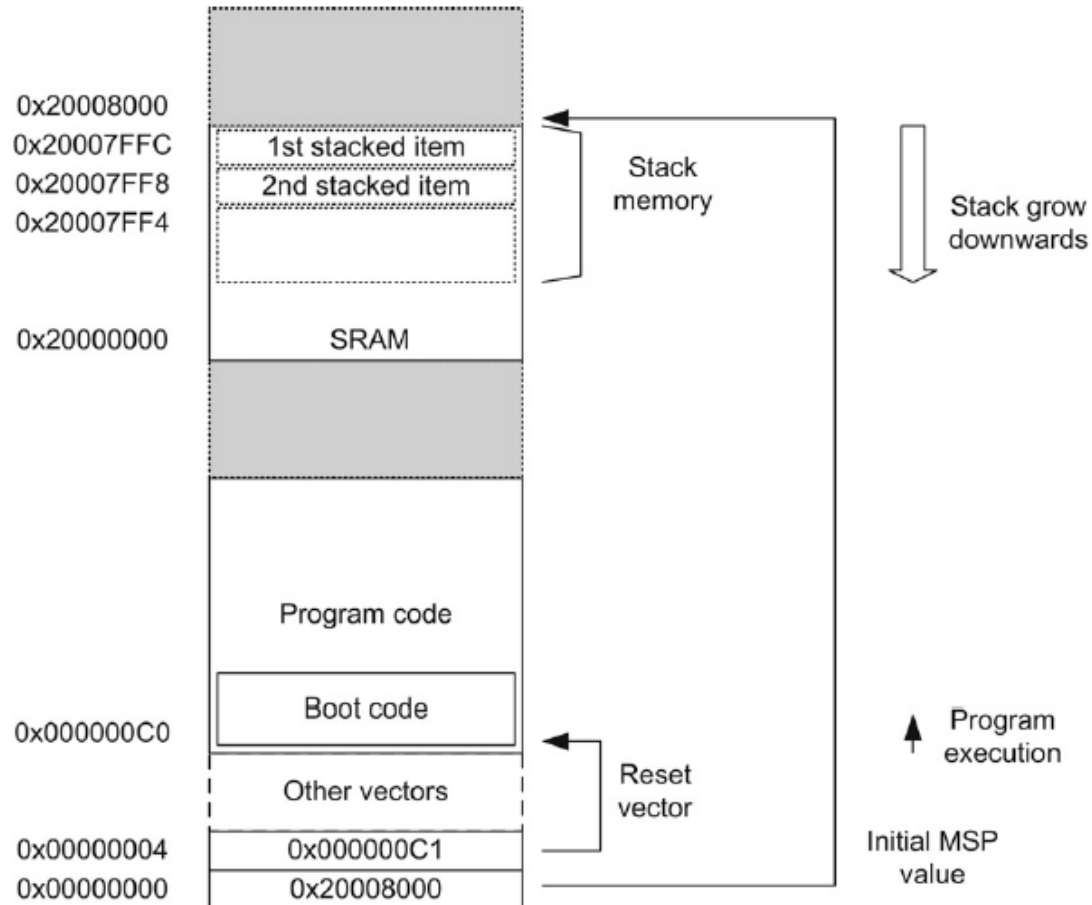 0x20008000
0x20007FFC
1st stacked item
0x20007FF8
2nd stacked item
0x20007FF4
Stack
memory
Stack grow
downwards
0x20000000
SRAM
Program code
Boot code
0x000000C0
Program
execution
Other vectors
Reset
vector
0x00000004
0x000000C1
0x00000000
0x20008000
Initial MSP
value